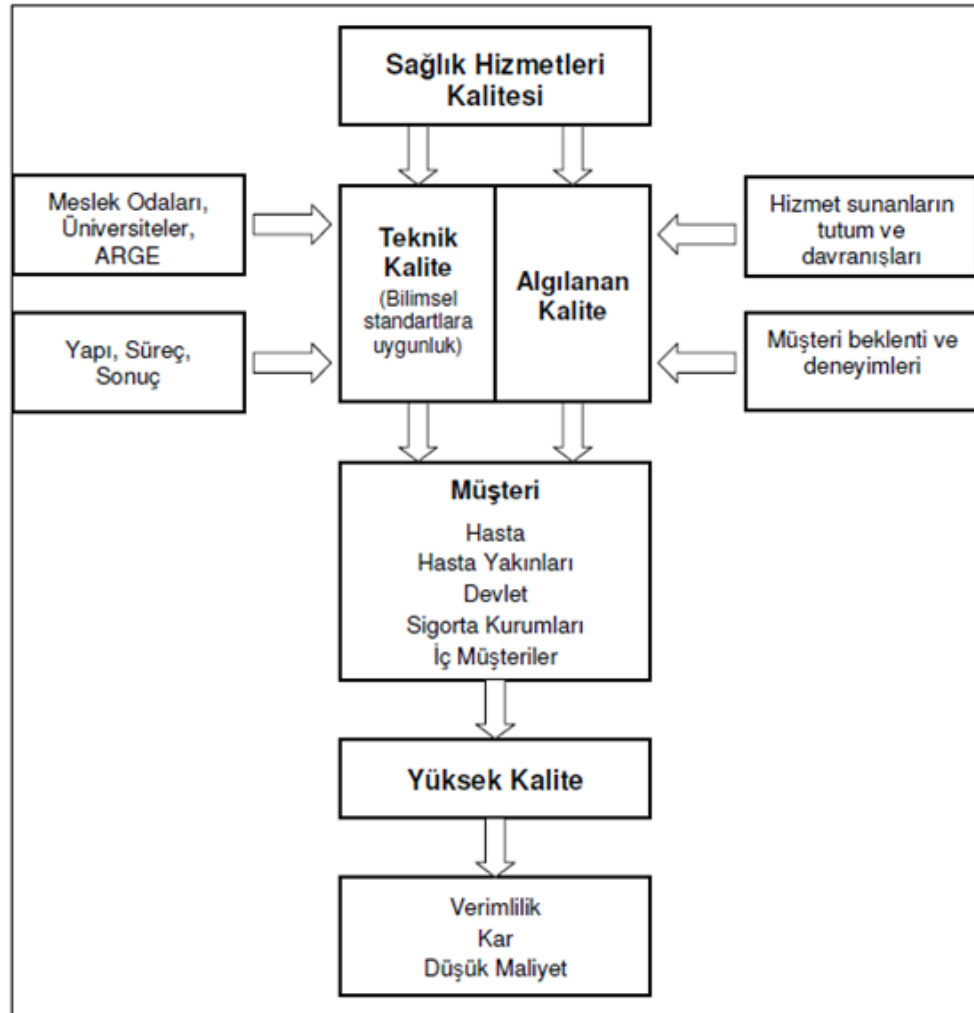 Sağlık Hizmetleri
Kalitesi
Meslek Odaları,
Üniversiteler,
ARGE
Yapı, Süreç,
Sonuç
Teknik
Kalite
(Bilimsel
standartlara
uygunluk)
Algılanan
Kalite
Hizmet sunanların
tutum ve
davranışları
Müşteri beklenti ve
deneyimleri
Müşteri
Hasta
Hasta Yakınları
Devlet
Sigorta Kurumları
İç Müşteriler
Yüksek Kalite
Verimlilik
Kar
Düşük Maliyet